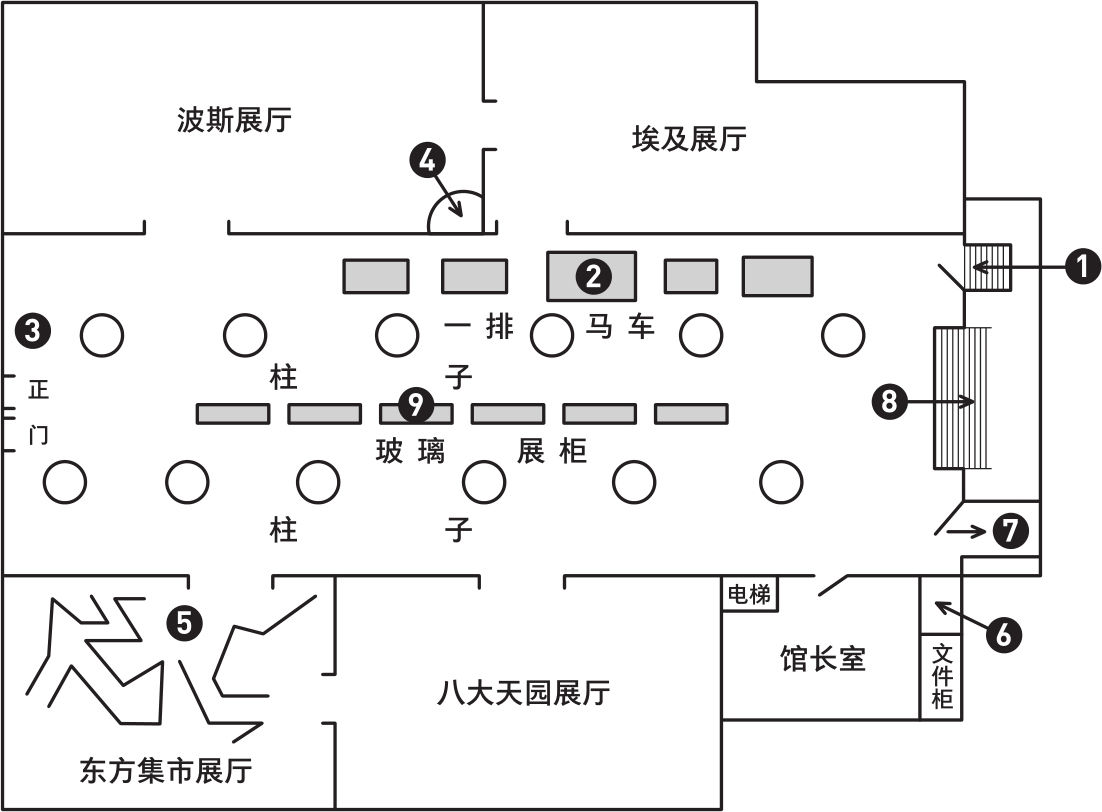 波斯展厅
埃及展厅
4
1
2
3
一排 马车
柱 子
正
门
9
8
玻璃 展柜
柱 子
7
5
电梯
6
馆长室
文件柜
八大天园展厅
东方集市展厅